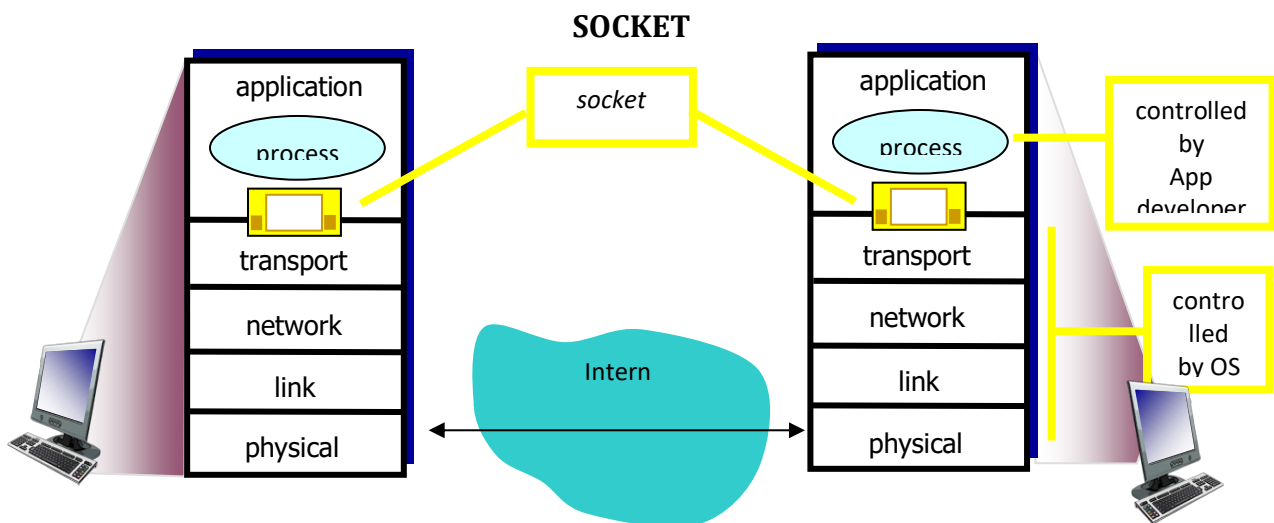 SOCKET
application
process
transport
network
link
physical
socket
Intern
application
process
transport
network
link
physical
controlled
by
App
developer
contro
lled
by OS